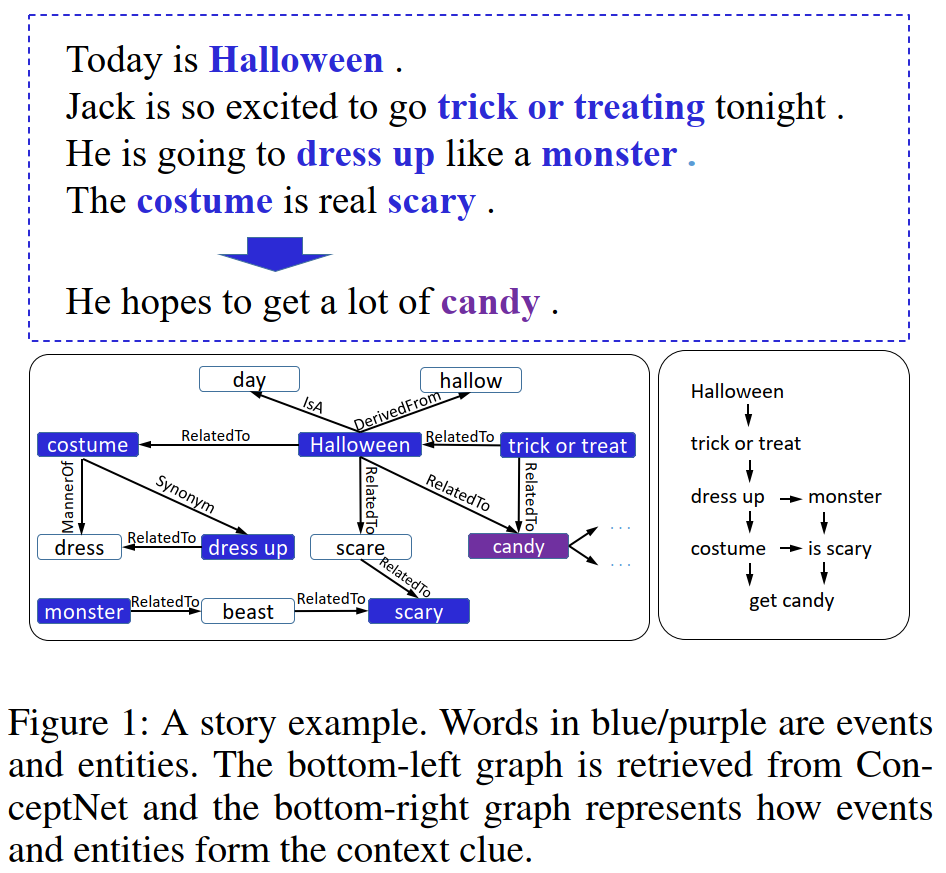 Today is Halloween .
Jack is so excited to go trick or treating tonight .
He is going to dress up like a monster .
The costume is real scary .
He hopes to get a lot of candy .
day
hallow
IsA
DerivedFrom
costume
RelatedTo
Halloween
RelatedTo
trick or treat
MannerOf
Synonym
RelatedTo
RelatedTo
RelatedTo
dress
RelatedTo
dress up
scare
candy
...
...
RelatedTo
monster
RelatedTo
beast
RelatedTo
scary
Halloween
trick or treat
dress up
monster
costume
is scary
get candy
Figure 1: A story example. Words in blue/purple are events
and entities. The bottom-left graph is retrieved from Con-
ceptNet and the bottom-right graph represents how events
and entities form the context clue.